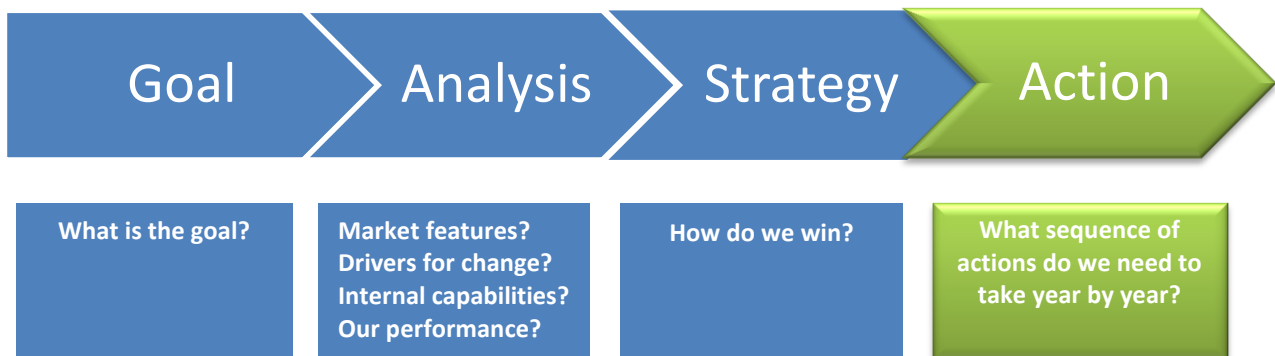 Goal
Analysis
Strategy
Action
What is the goal?
Market features?
Drivers for change?
Internal capabilities?
Our performance?
How do we win?
What sequence of
actions do we need to
take year by year?